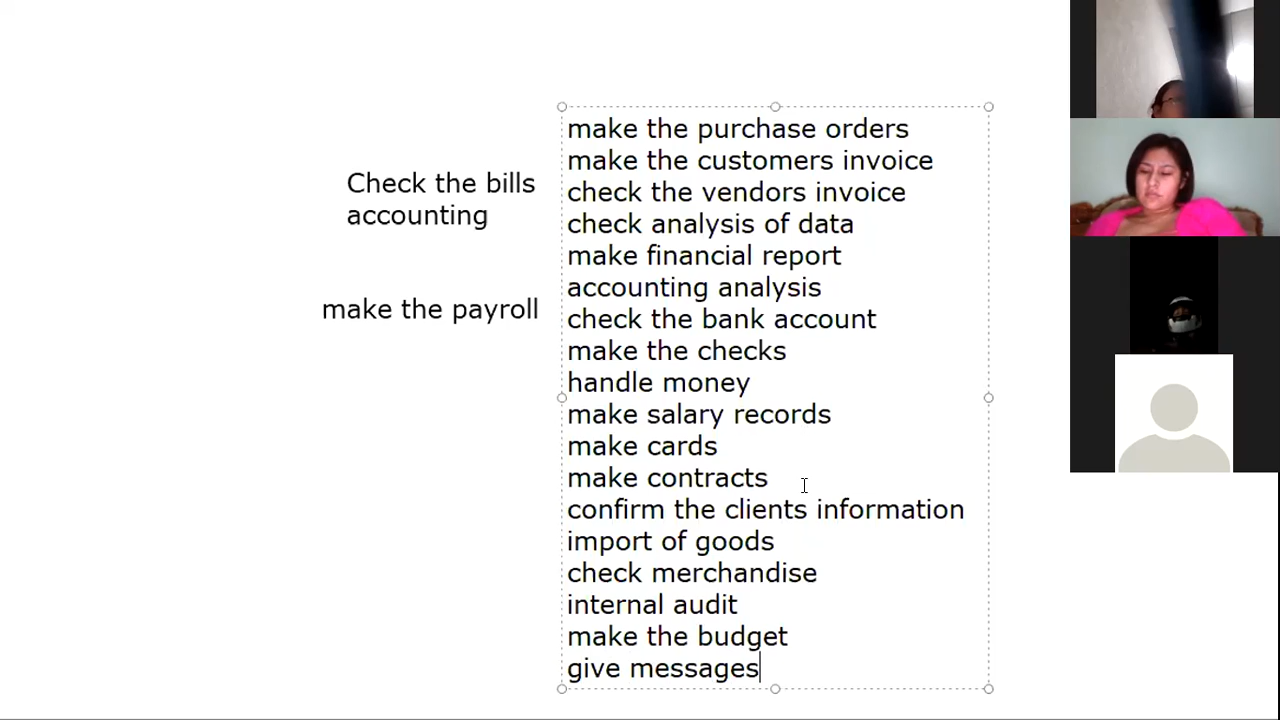 Check the bills
accounting
make the payroll
make the purchase orders
make the customers invoice
check the vendors invoice
check analysis of data
make financial report
accounting analysis
check the bank account
make the checks
handle money
make salary records
make cards
make contracts
confirm the clients information
import of goods
check merchandise
internal audit
make the budget
give messages